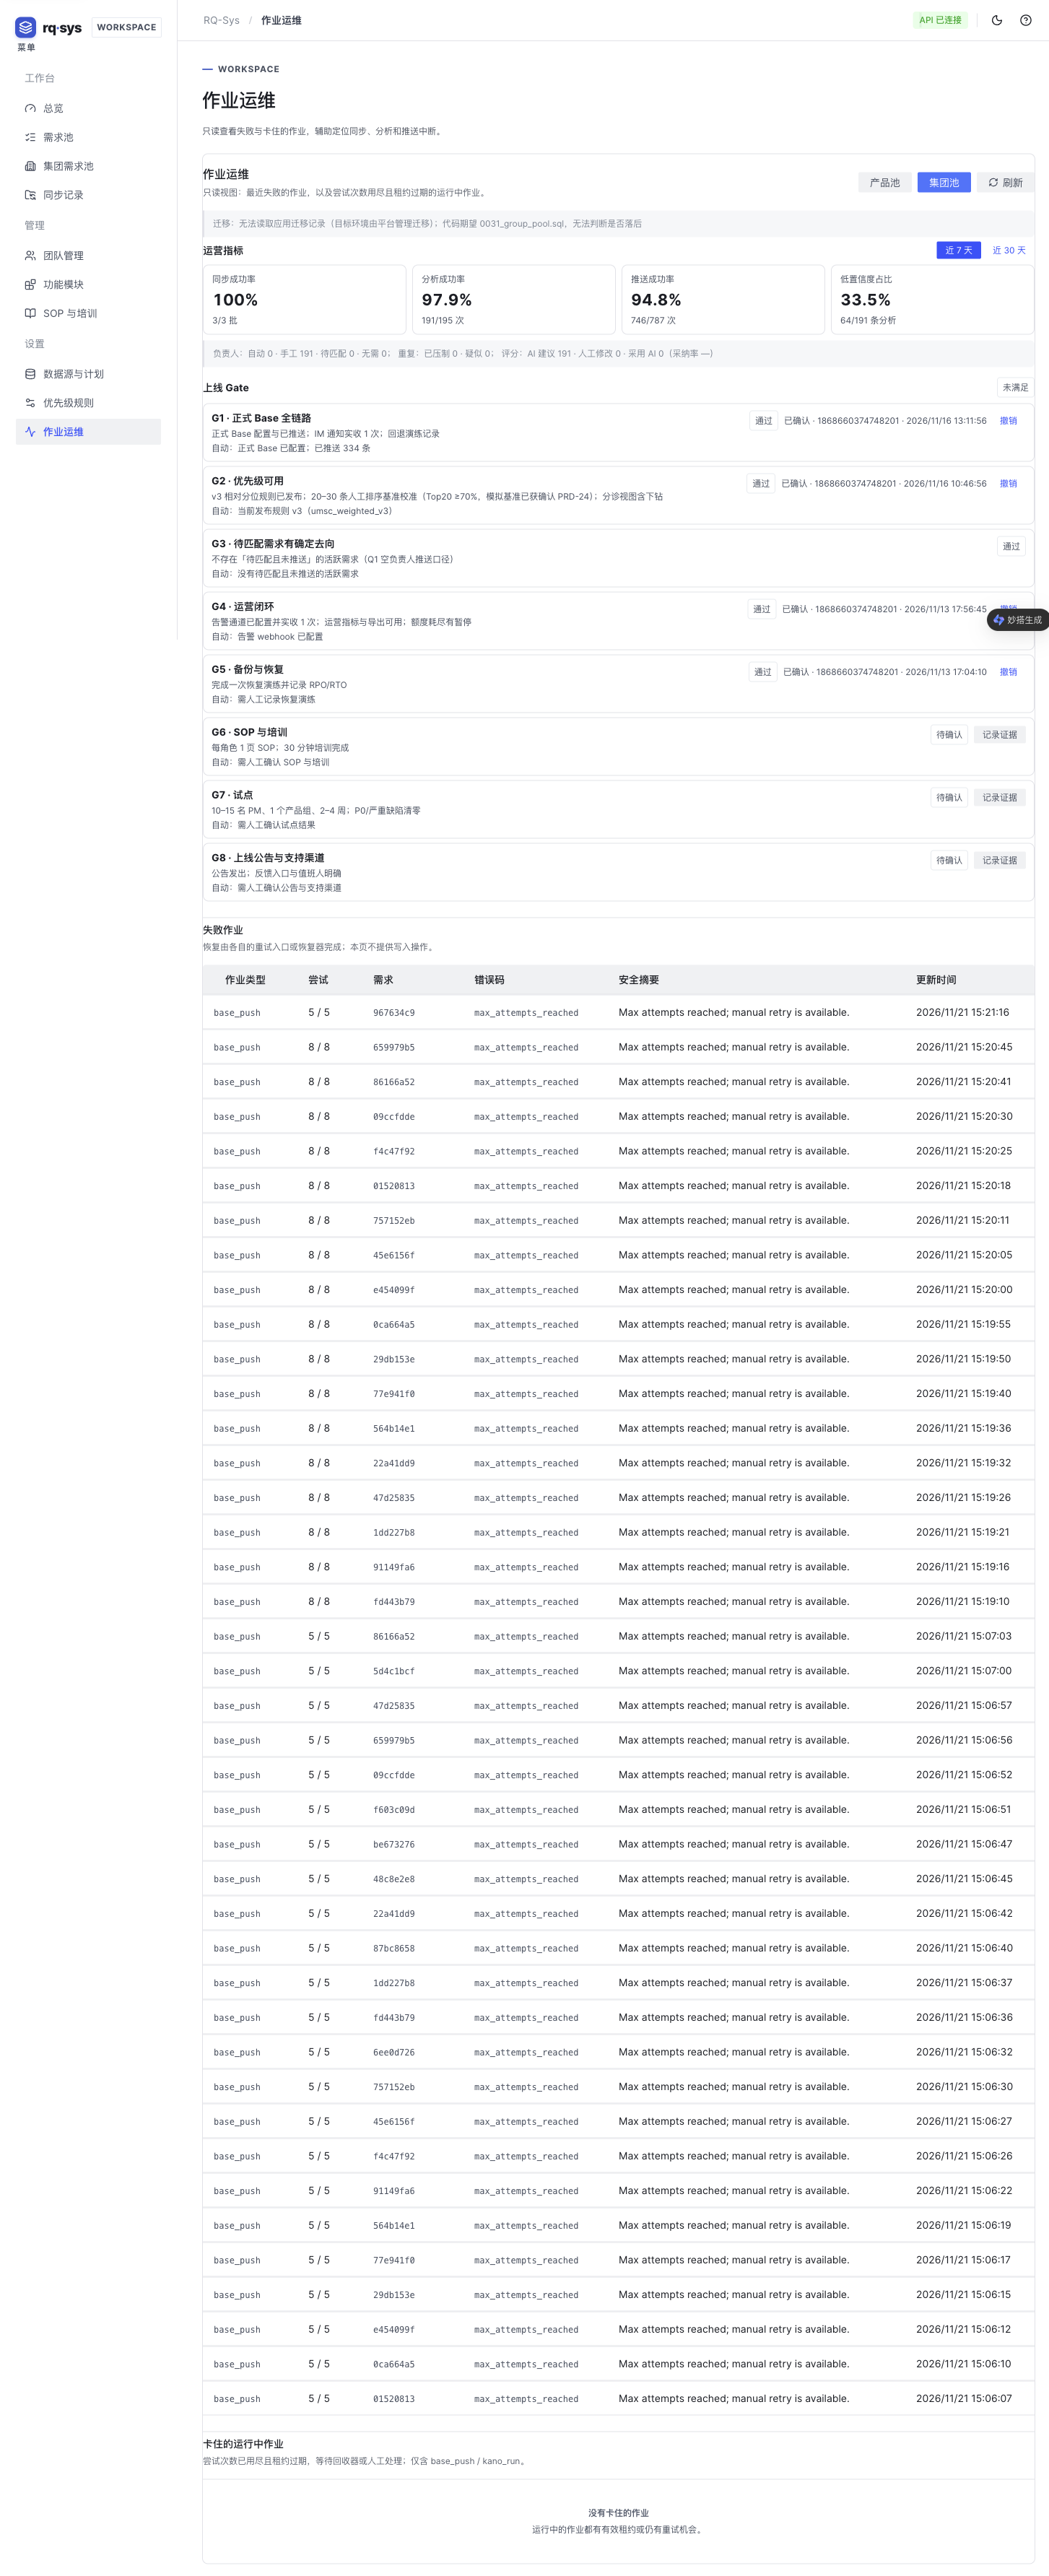 rq·sys WORKSPACE
菜单
工作台
总览
需求池
集团需求池
同步记录
管理
团队管理
功能模块
SOP 与培训
设置
数据源与计划
优先级规则
作业运维
RQ-Sys / 作业运维
API 已连接
— WORKSPACE
作业运维
只读查看失败与卡住的作业，辅助定位同步、分析和推送中断。
作业运维
只读视图：最近失败的作业，以及尝试次数用尽且租约过期的运行中作业。
产品池 集团池 刷新
迁移：无法读取应用迁移记录（目标环境由平台管理迁移）；代码期望 0031_group_pool.sql，无法判断是否落后
运营指标
近 7 天 近 30 天
同步成功率
100%
3/3 批
分析成功率
97.9%
191/195 次
推送成功率
94.8%
746/787 次
低置信度占比
33.5%
64/191 条分析
负责人：自动 0 · 手工 191 · 待匹配 0 · 无需 0； 重复：已压制 0 · 疑似 0； 评分：AI 建议 191 · 人工修改 0 · 采用 AI 0（采纳率 —）
上线 Gate
未满足
G1 · 正式 Base 全链路
正式 Base 配置与已推送；IM 通知实收 1 次；回退演练记录
自动：正式 Base 已配置；已推送 334 条
通过 已确认 · 1868660374748201 · 2026/11/16 13:11:56 撤销
G2 · 优先级可用
v3 相对分位规则已发布；20–30 条人工排序基准校准（Top20 ≥70%，模拟基准已获确认 PRD-24）；分诊视图含下钻
自动：当前发布规则 v3（umsc_weighted_v3）
通过 已确认 · 1868660374748201 · 2026/11/16 10:46:56 撤销
G3 · 待匹配需求有确定去向
不存在「待匹配且未推送」的活跃需求（Q1 空负责人推送口径）
自动：没有待匹配且未推送的活跃需求
通过
G4 · 运营闭环
告警通道已配置并实收 1 次；运营指标与导出可用；额度耗尽有暂停
自动：告警 webhook 已配置
通过 已确认 · 1868660374748201 · 2026/11/13 17:56:45
妙搭生成
G5 · 备份与恢复
完成一次恢复演练并记录 RPO/RTO
自动：需人工记录恢复演练
通过 已确认 · 1868660374748201 · 2026/11/13 17:04:10 撤销
G6 · SOP 与培训
每角色 1 页 SOP；30 分钟培训完成
自动：需人工确认 SOP 与培训
待确认 记录证据
G7 · 试点
10–15 名 PM、1 个产品组、2–4 周；P0/严重缺陷清零
自动：需人工确认试点结果
待确认 记录证据
G8 · 上线公告与支持渠道
公告发出；反馈入口与值班人明确
自动：需人工确认公告与支持渠道
待确认 记录证据
失败作业
恢复由各自的重试入口或恢复器完成；本页不提供写入操作。
作业类型 尝试 需求 错误码 安全摘要 更新时间
base_push 5 / 5 967634c9 max_attempts_reached Max attempts reached; manual retry is available. 2026/11/21 15:21:16
base_push 8 / 8 659979b5 max_attempts_reached Max attempts reached; manual retry is available. 2026/11/21 15:20:45
base_push 8 / 8 86166a52 max_attempts_reached Max attempts reached; manual retry is available. 2026/11/21 15:20:41
base_push 8 / 8 09ccfdde max_attempts_reached Max attempts reached; manual retry is available. 2026/11/21 15:20:30
base_push 8 / 8 f4c47f92 max_attempts_reached Max attempts reached; manual retry is available. 2026/11/21 15:20:25
base_push 8 / 8 01520813 max_attempts_reached Max attempts reached; manual retry is available. 2026/11/21 15:20:18
base_push 8 / 8 757152eb max_attempts_reached Max attempts reached; manual retry is available. 2026/11/21 15:20:11
base_push 8 / 8 45e6156f max_attempts_reached Max attempts reached; manual retry is available. 2026/11/21 15:20:05
base_push 8 / 8 e454099f max_attempts_reached Max attempts reached; manual retry is available. 2026/11/21 15:20:00
base_push 8 / 8 0ca664a5 max_attempts_reached Max attempts reached; manual retry is available. 2026/11/21 15:19:55
base_push 8 / 8 29db153e max_attempts_reached Max attempts reached; manual retry is available. 2026/11/21 15:19:50
base_push 8 / 8 77e941f0 max_attempts_reached Max attempts reached; manual retry is available. 2026/11/21 15:19:40
base_push 8 / 8 564b14e1 max_attempts_reached Max attempts reached; manual retry is available. 2026/11/21 15:19:36
base_push 8 / 8 22a41dd9 max_attempts_reached Max attempts reached; manual retry is available. 2026/11/21 15:19:32
base_push 8 / 8 47d25835 max_attempts_reached Max attempts reached; manual retry is available. 2026/11/21 15:19:26
base_push 8 / 8 1dd227b8 max_attempts_reached Max attempts reached; manual retry is available. 2026/11/21 15:19:21
base_push 8 / 8 91149fa6 max_attempts_reached Max attempts reached; manual retry is available. 2026/11/21 15:19:16
base_push 8 / 8 fd443b79 max_attempts_reached Max attempts reached; manual retry is available. 2026/11/21 15:19:10
base_push 5 / 5 86166a52 max_attempts_reached Max attempts reached; manual retry is available. 2026/11/21 15:07:03
base_push 5 / 5 5d4c1bcf max_attempts_reached Max attempts reached; manual retry is available. 2026/11/21 15:07:00
base_push 5 / 5 47d25835 max_attempts_reached Max attempts reached; manual retry is available. 2026/11/21 15:06:57
base_push 5 / 5 659979b5 max_attempts_reached Max attempts reached; manual retry is available. 2026/11/21 15:06:56
base_push 5 / 5 09ccfdde max_attempts_reached Max attempts reached; manual retry is available. 2026/11/21 15:06:52
base_push 5 / 5 f603c09d max_attempts_reached Max attempts reached; manual retry is available. 2026/11/21 15:06:51
base_push 5 / 5 be673276 max_attempts_reached Max attempts reached; manual retry is available. 2026/11/21 15:06:47
base_push 5 / 5 48c8e2e8 max_attempts_reached Max attempts reached; manual retry is available. 2026/11/21 15:06:45
base_push 5 / 5 22a41dd9 max_attempts_reached Max attempts reached; manual retry is available. 2026/11/21 15:06:42
base_push 5 / 5 87bc8658 max_attempts_reached Max attempts reached; manual retry is available. 2026/11/21 15:06:40
base_push 5 / 5 1dd227b8 max_attempts_reached Max attempts reached; manual retry is available. 2026/11/21 15:06:37
base_push 5 / 5 fd443b79 max_attempts_reached Max attempts reached; manual retry is available. 2026/11/21 15:06:36
base_push 5 / 5 6ee0d726 max_attempts_reached Max attempts reached; manual retry is available. 2026/11/21 15:06:32
base_push 5 / 5 757152eb max_attempts_reached Max attempts reached; manual retry is available. 2026/11/21 15:06:30
base_push 5 / 5 45e6156f max_attempts_reached Max attempts reached; manual retry is available. 2026/11/21 15:06:27
base_push 5 / 5 f4c47f92 max_attempts_reached Max attempts reached; manual retry is available. 2026/11/21 15:06:26
base_push 5 / 5 91149fa6 max_attempts_reached Max attempts reached; manual retry is available. 2026/11/21 15:06:22
base_push 5 / 5 564b14e1 max_attempts_reached Max attempts reached; manual retry is available. 2026/11/21 15:06:19
base_push 5 / 5 77e941f0 max_attempts_reached Max attempts reached; manual retry is available. 2026/11/21 15:06:17
base_push 5 / 5 29db153e max_attempts_reached Max attempts reached; manual retry is available. 2026/11/21 15:06:15
base_push 5 / 5 e454099f max_attempts_reached Max attempts reached; manual retry is available. 2026/11/21 15:06:12
base_push 5 / 5 0ca664a5 max_attempts_reached Max attempts reached; manual retry is available. 2026/11/21 15:06:10
base_push 5 / 5 01520813 max_attempts_reached Max attempts reached; manual retry is available. 2026/11/21 15:06:07
卡住的运行中作业
尝试次数已用尽且租约过期，等待回收器或人工处理；仅含 base_push / kano_run。
没有卡住的作业
运行中的作业都有有效租约或仍有重试机会。